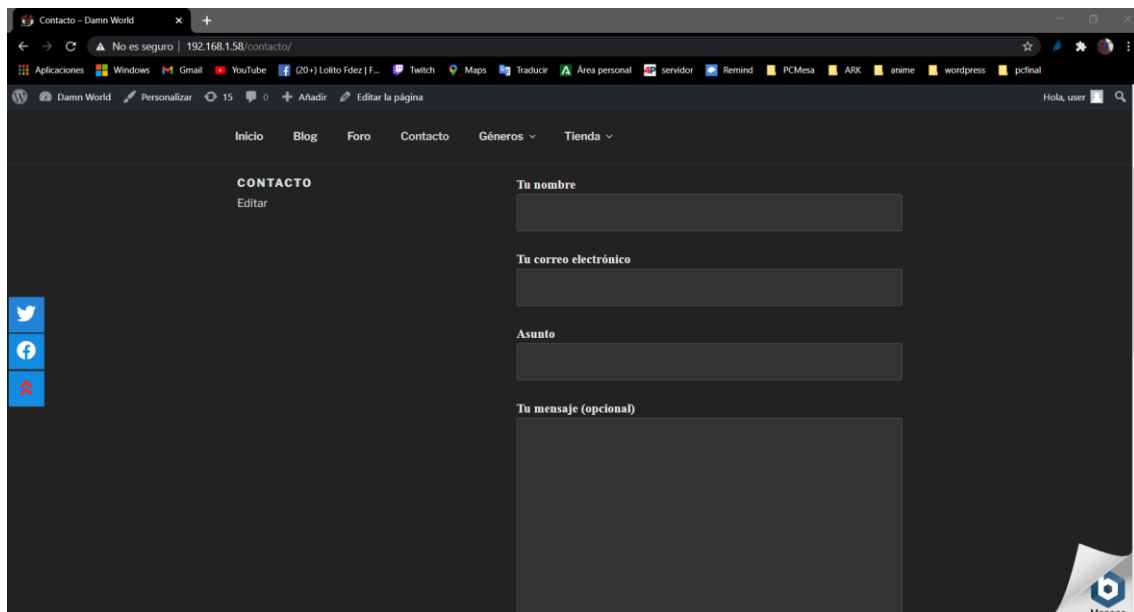 Contacto – Damn World
No es seguro | 192.168.1.58/contacto/
Aplicaciones Windows Gmail YouTube (20+) Lolito Fdez | F... Twitch Maps Traducir Área personal servidor Remind PCMesa ARK anime wordpress pcfinal
Damn World Personalizar 15 0 Añadir Editar la página Hola, user
Inicio Blog Foro Contacto Géneros Tienda
CONTACTO
Editar
Tu nombre
Tu correo electrónico
Asunto
Tu mensaje (opcional)